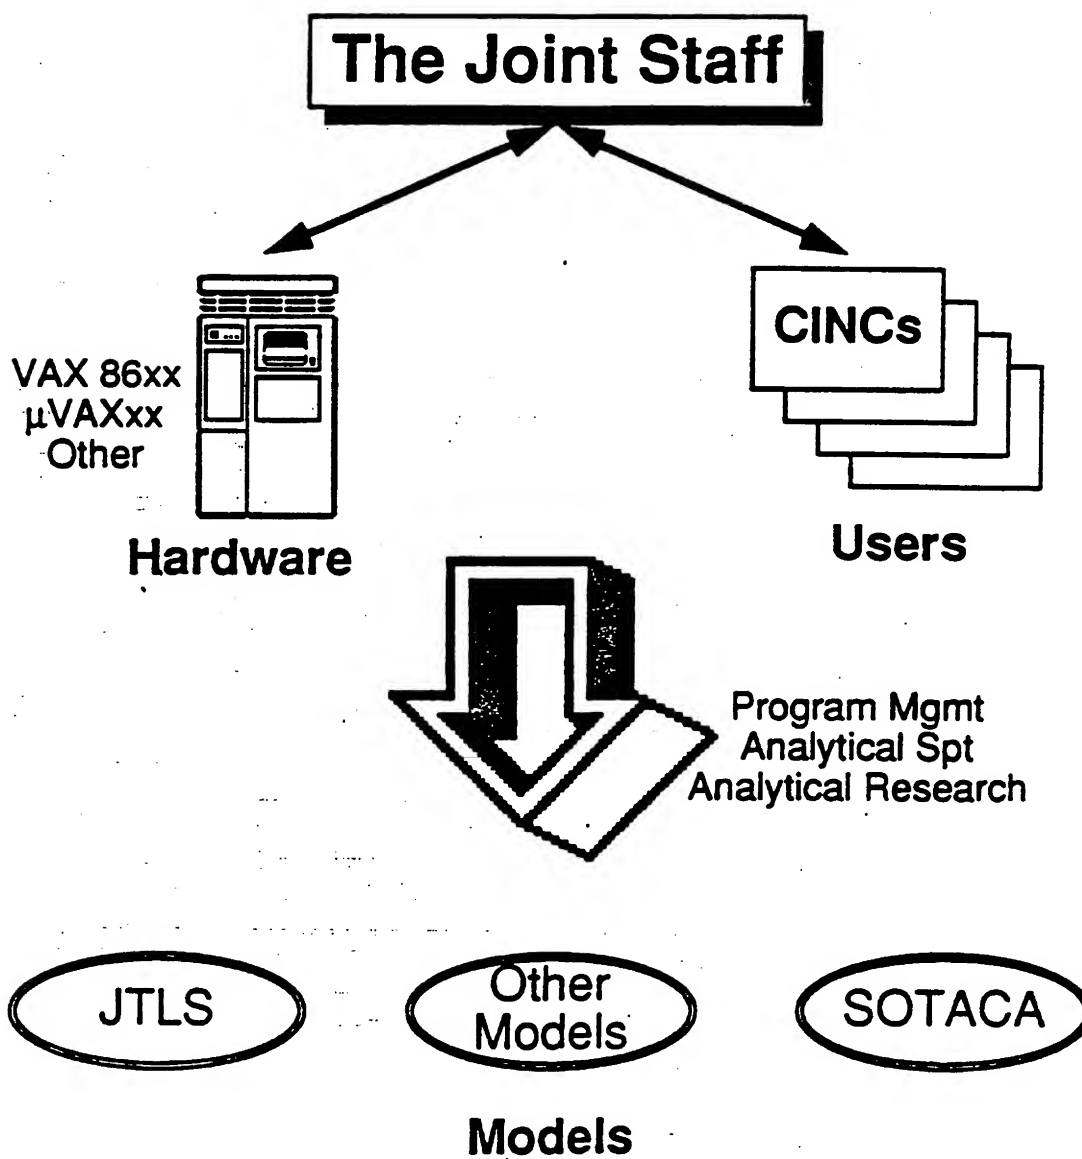 The Joint Staff
VAX 86xx
µVAXxx
Other
Hardware
CINCs
Users
Program Mgmt
Analytical Spt
Analytical Research
JTLS
Other
Models
SOTACA
Models